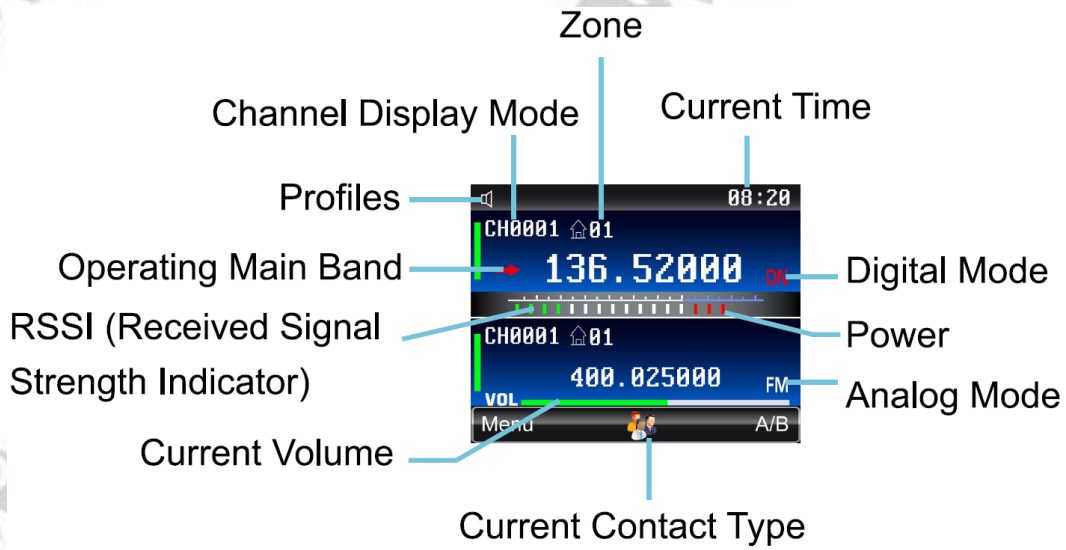 Zone
Channel Display Mode
Current Time
Profiles
08:20
CH0001 01
Operating Main Band
136.52000
DN
Digital Mode
RSSI (Received Signal
Strength Indicator)
CH0001 01
Power
400.025000
FM
Analog Mode
VOL
Menu
A/B
Current Volume
Current Contact Type